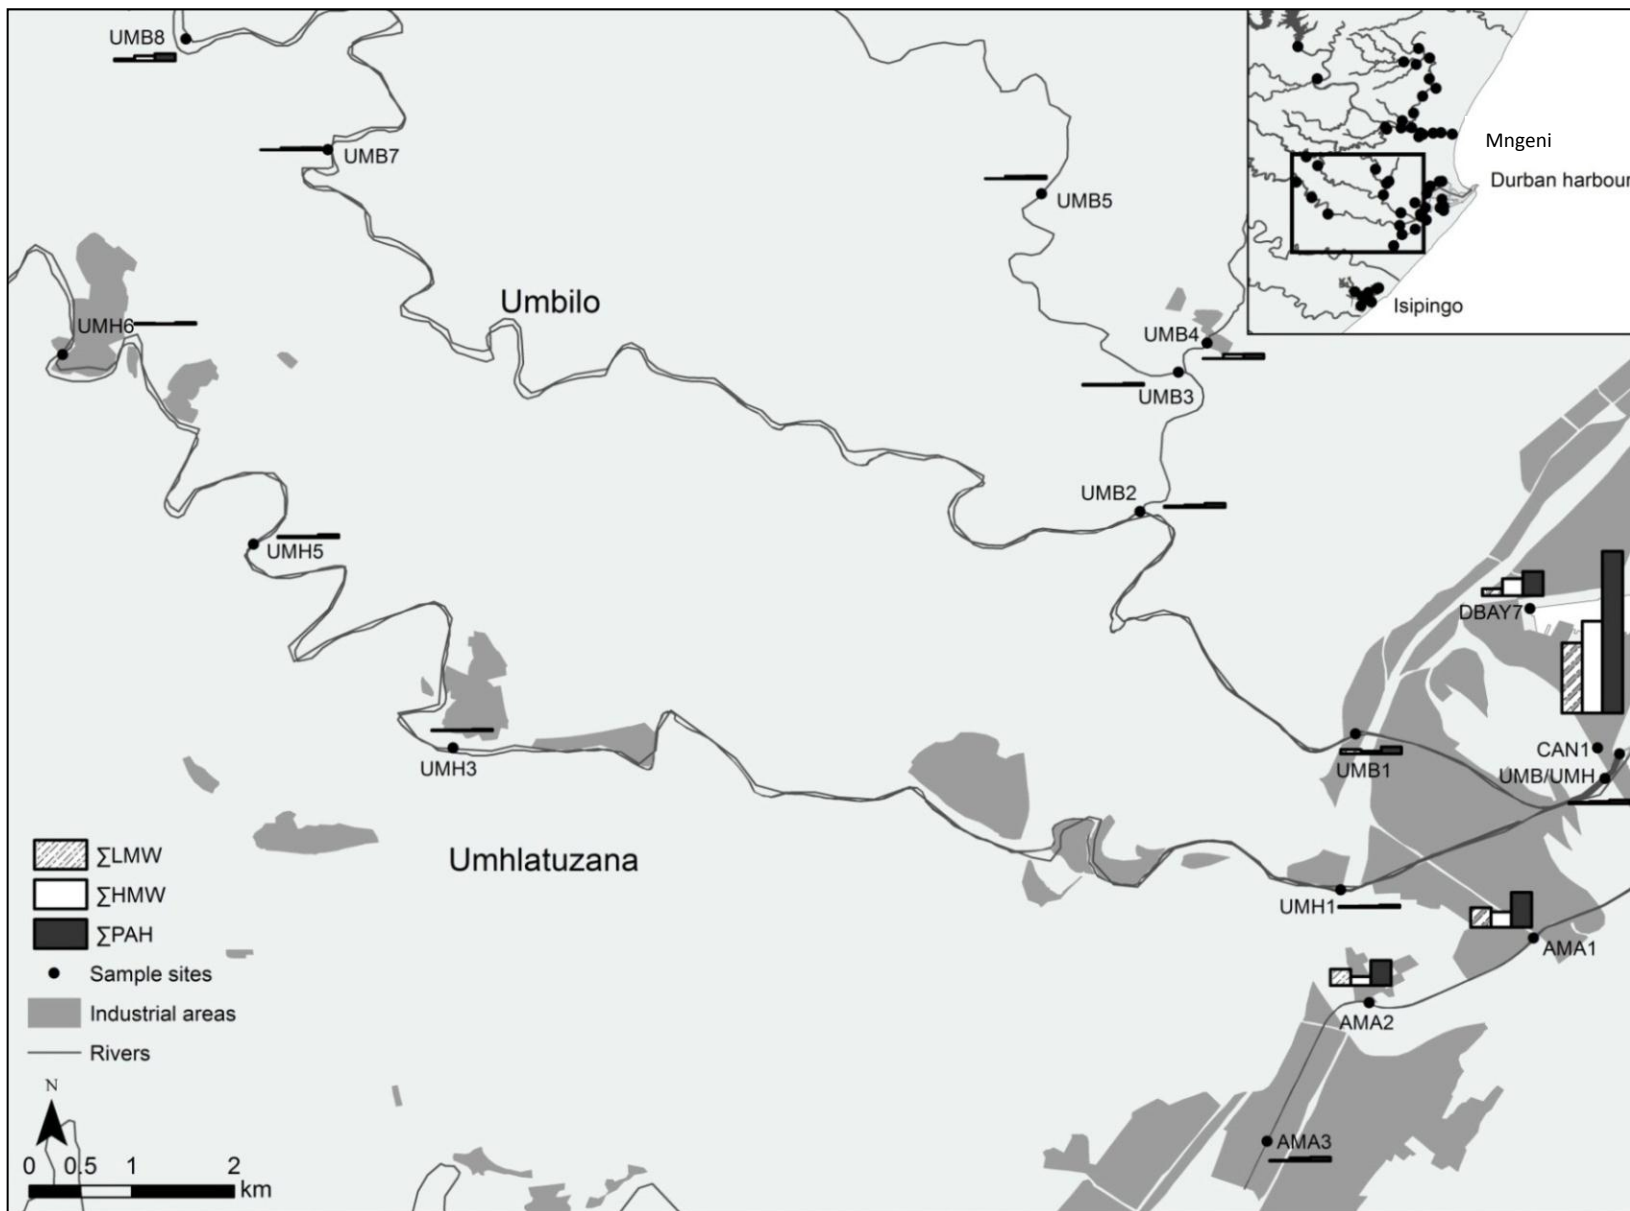 UMB8
UMB7
Mngeni
Durban harbour
UMB5
Isipingo
Umbilo
UMH6
UMB4
UMB3
UMB2
UMH5
DBAY7
CAN1
UMH3
UMB1
UMB/UMH
∑LMW
Umhlatuzana
∑HMW
UMH1
∑PAH
AMA1
Sample sites
Industrial areas
AMA2
Rivers
N
AMA3
0 0.5 1 2
km